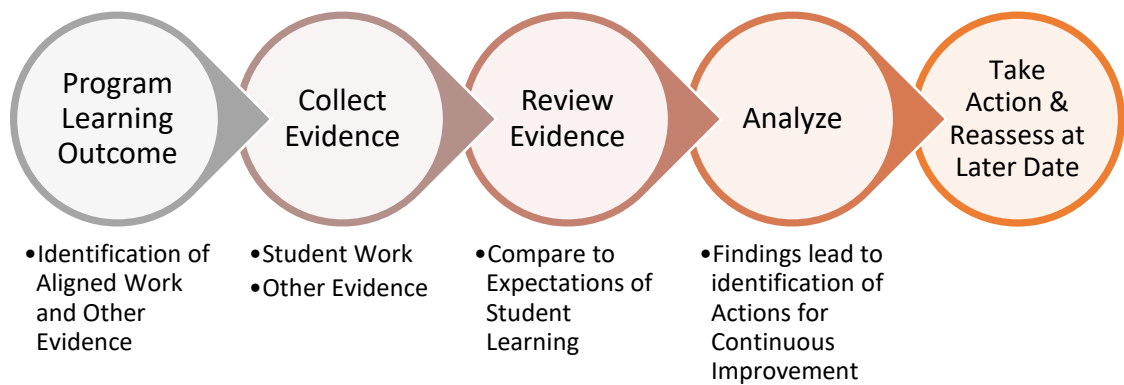 Program
Learning
Outcome
•Identification of
Aligned Work
and Other
Evidence
Collect
Evidence
•Student Work
•Other Evidence
Review
Evidence
•Compare to
Expectations of
Student
Learning
Analyze
•Findings lead to
identification of
Actions for
Continuous
Improvement
Take
Action &
Reassess at
Later Date